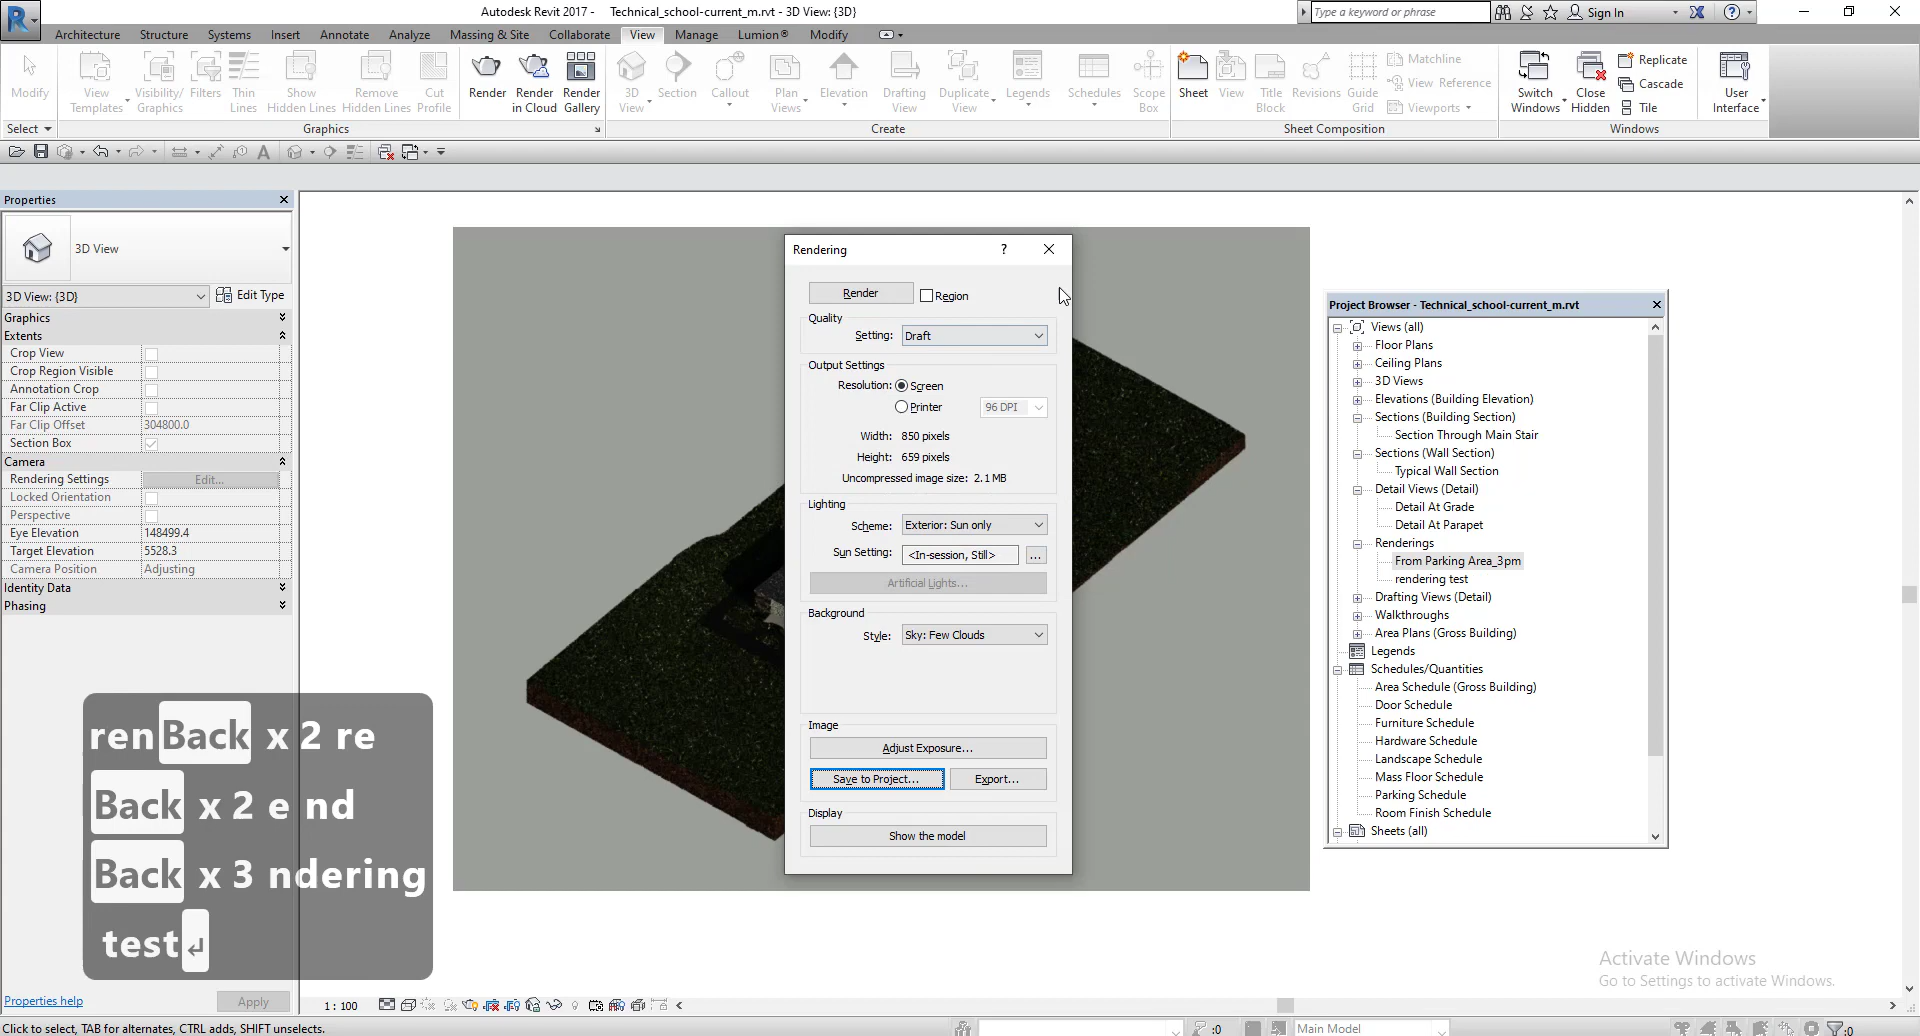 Autodesk Revit 2017 - Technical_school-current_m.rvt - 3D View: {3D}
Type a keyword or phrase
Sign In
Architecture Structure Systems Insert Annotate Analyze Massing & Site Collaborate View Manage Lumion® Modify
Modify
View Templates
Visibility/ Graphics
Filters
Thin Lines
Show Hidden Lines
Remove Hidden Lines
Cut Profile
Render
Render in Cloud
Render Gallery
3D View
Section
Callout
Plan Views
Elevation
Drafting View
Duplicate View
Legends
Schedules
Scope Box
Sheet
View
Title Block
Revisions
Guide Grid
Matchline
View Reference
Viewports
Switch Windows
Close Hidden
Replicate
Cascade
Tile
User Interface
Select
Graphics
Create
Sheet Composition
Windows
Properties
3D View
3D View: {3D}
Edit Type
Graphics
Extents
Crop View
Crop Region Visible
Annotation Crop
Far Clip Active
Far Clip Offset 304800.0
Section Box
Camera
Rendering Settings Edit...
Locked Orientation
Perspective
Eye Elevation 148499.4
Target Elevation 5528.3
Camera Position Adjusting
Identity Data
Phasing
renBack x 2 re
Back x 2 e nd
Back x 3 ndering
test↵
Properties help
Apply
Rendering
Render
Region
Quality
Setting: Draft
Output Settings
Resolution: Screen
Printer 96 DPI
Width: 850 pixels
Height: 659 pixels
Uncompressed image size: 2.1 MB
Lighting
Scheme: Exterior: Sun only
Sun Setting: <In-session, Still> ...
Artificial Lights...
Background
Style: Sky: Few Clouds
Image
Adjust Exposure...
Save to Project...
Export...
Display
Show the model
Project Browser - Technical_school-current_m.rvt
Views (all)
Floor Plans
Ceiling Plans
3D Views
Elevations (Building Elevation)
Sections (Building Section)
Section Through Main Stair
Sections (Wall Section)
Typical Wall Section
Detail Views (Detail)
Detail At Grade
Detail At Parapet
Renderings
From Parking Area_3pm
rendering test
Drafting Views (Detail)
Walkthroughs
Area Plans (Gross Building)
Legends
Schedules/Quantities
Area Schedule (Gross Building)
Door Schedule
Furniture Schedule
Hardware Schedule
Landscape Schedule
Mass Floor Schedule
Parking Schedule
Room Finish Schedule
Sheets (all)
Activate Windows
Go to Settings to activate Windows.
1 : 100
Click to select, TAB for alternates, CTRL adds, SHIFT unselects.
:0
Main Model
:0